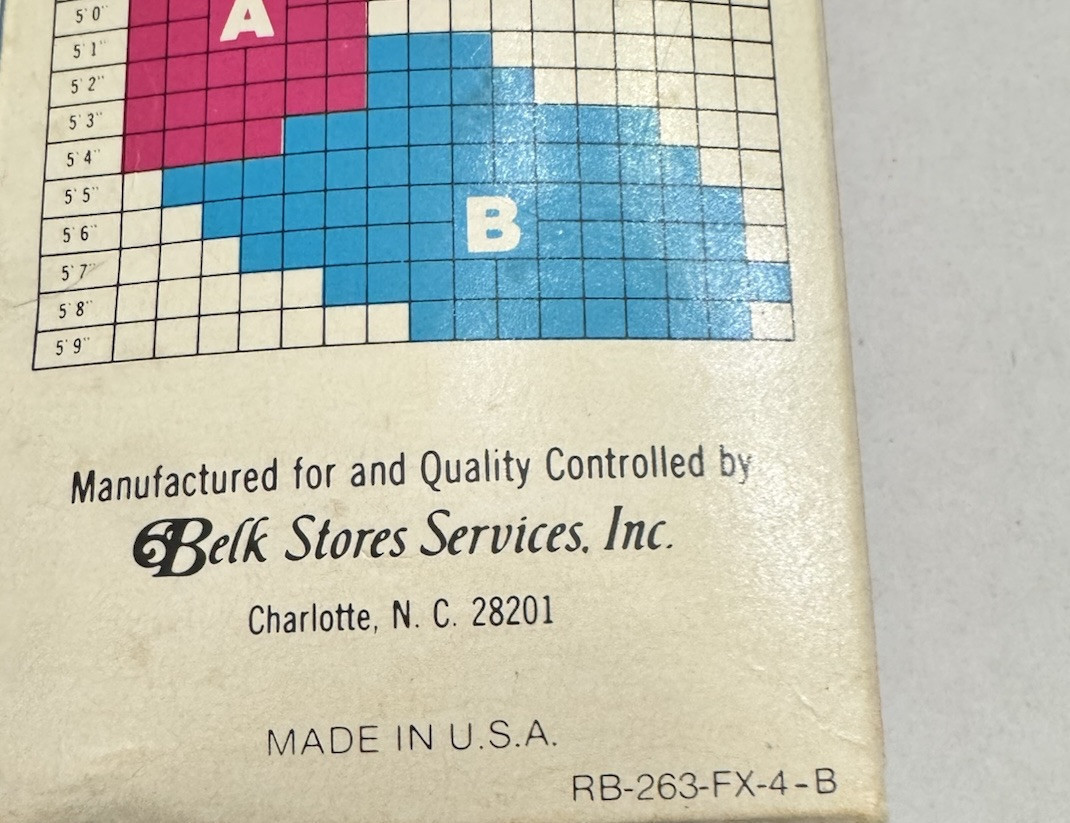 5'0"
A
5'1"
5'2"
5'3"
5'4"
5'5"
B
5'6"
5'7"
5'8"
5'9"
Manufactured for and Quality Controlled by
Belk Stores Services, Inc.
Charlotte, N. C. 28201
MADE IN U.S.A.
RB-263-FX-4-B